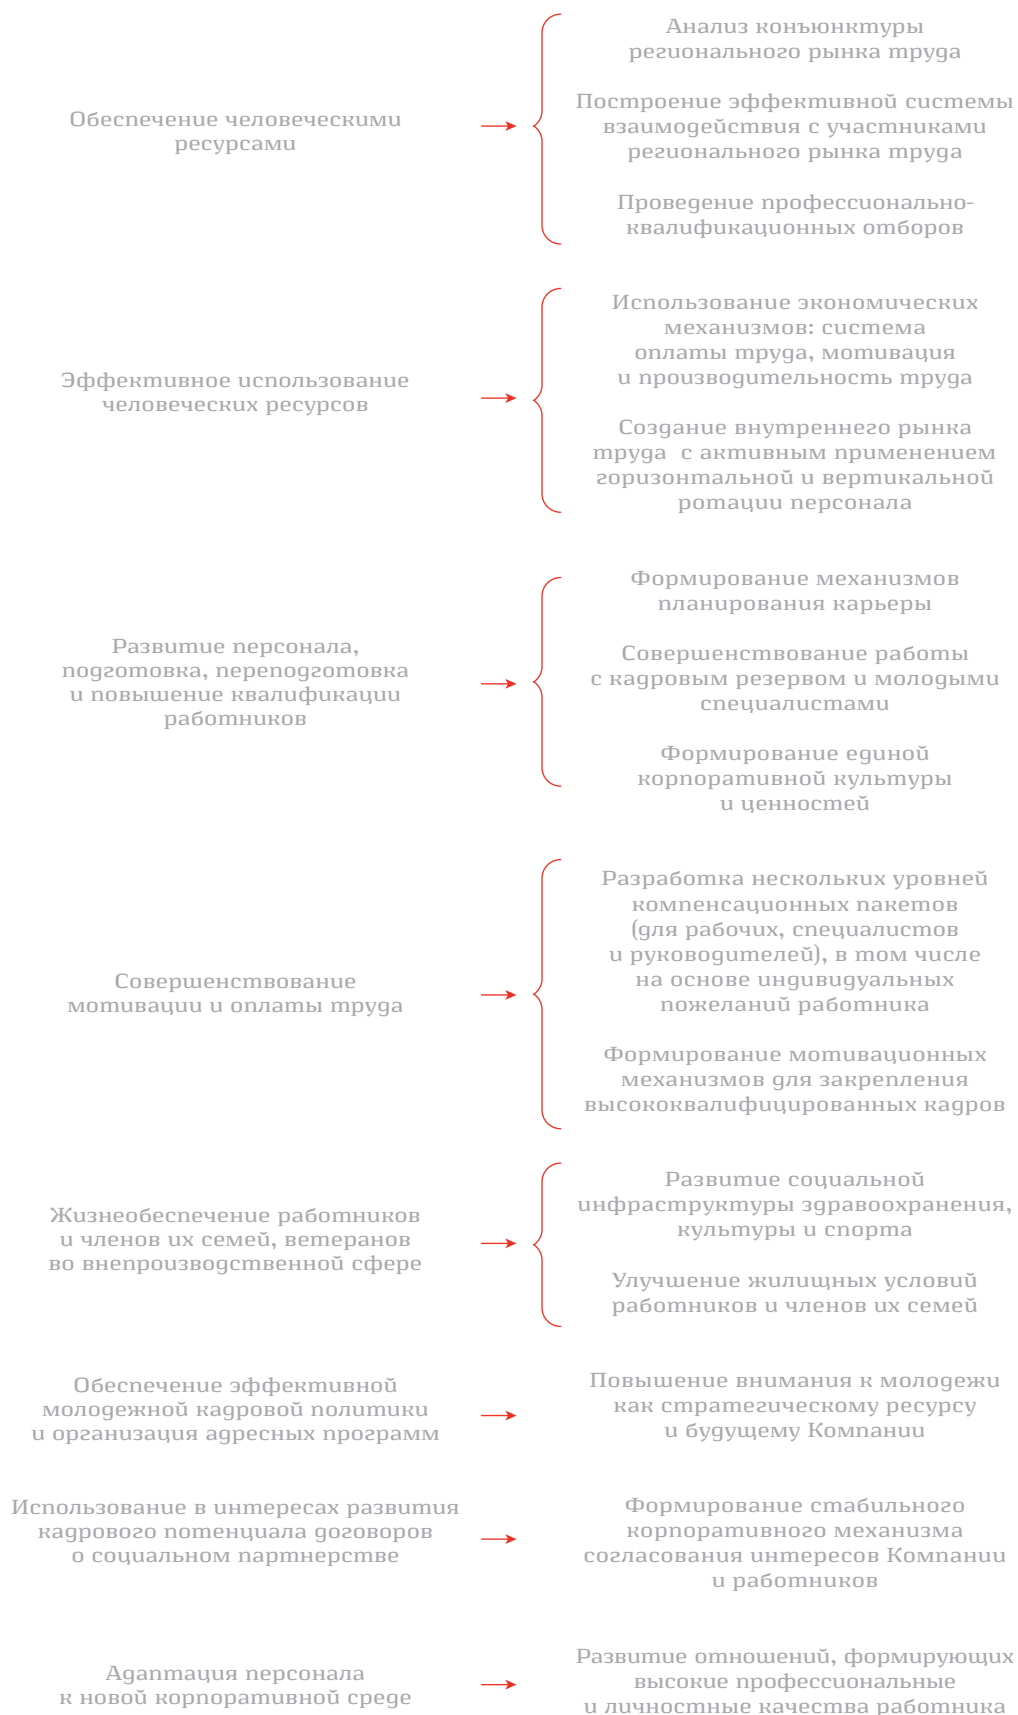 Обеспечение человеческими
ресурсами
Анализ конъюнктуры
регионального рынка труда
Построение эффективной системы
взаимодействия с участниками
регионального рынка труда
Проведение профессионально-
квалификационных отборов
Эффективное использование
человеческих ресурсов
Использование экономических
механизмов: система
оплаты труда, мотивация
и производительность труда
Создание внутреннего рынка
труда с активным применением
горизонтальной и вертикальной
ротации персонала
Развитие персонала,
подготовка, переподготовка
и повышение квалификации
работников
Формирование механизмов
планирования карьеры
Совершенствование работы
с кадровым резервом и молодыми
специалистами
Формирование единой
корпоративной культуры
и ценностей
Совершенствование
мотивации и оплаты труда
Разработка нескольких уровней
компенсационных пакетов
(для рабочих, специалистов
и руководителей), в том числе
на основе индивидуальных
пожеланий работника
Формирование мотивационных
механизмов для закрепления
высококвалифицированных кадров
Жизнеобеспечение работников
и членов их семей, ветеранов
во внепроизводственной сфере
Развитие социальной
инфраструктуры здравоохранения,
культуры и спорта
Улучшение жилищных условий
работников и членов их семей
Обеспечение эффективной
молодежной кадровой политики
и организация адресных программ
Повышение внимания к молодежи
как стратегическому ресурсу
и будущему Компании
Использование в интересах развития
кадрового потенциала договоров
о социальном партнерстве
Формирование стабильного
корпоративного механизма
согласования интересов Компании
и работников
Адаптация персонала
к новой корпоративной среде
Развитие отношений, формирующих
высокие профессиональные
и личностные качества работника